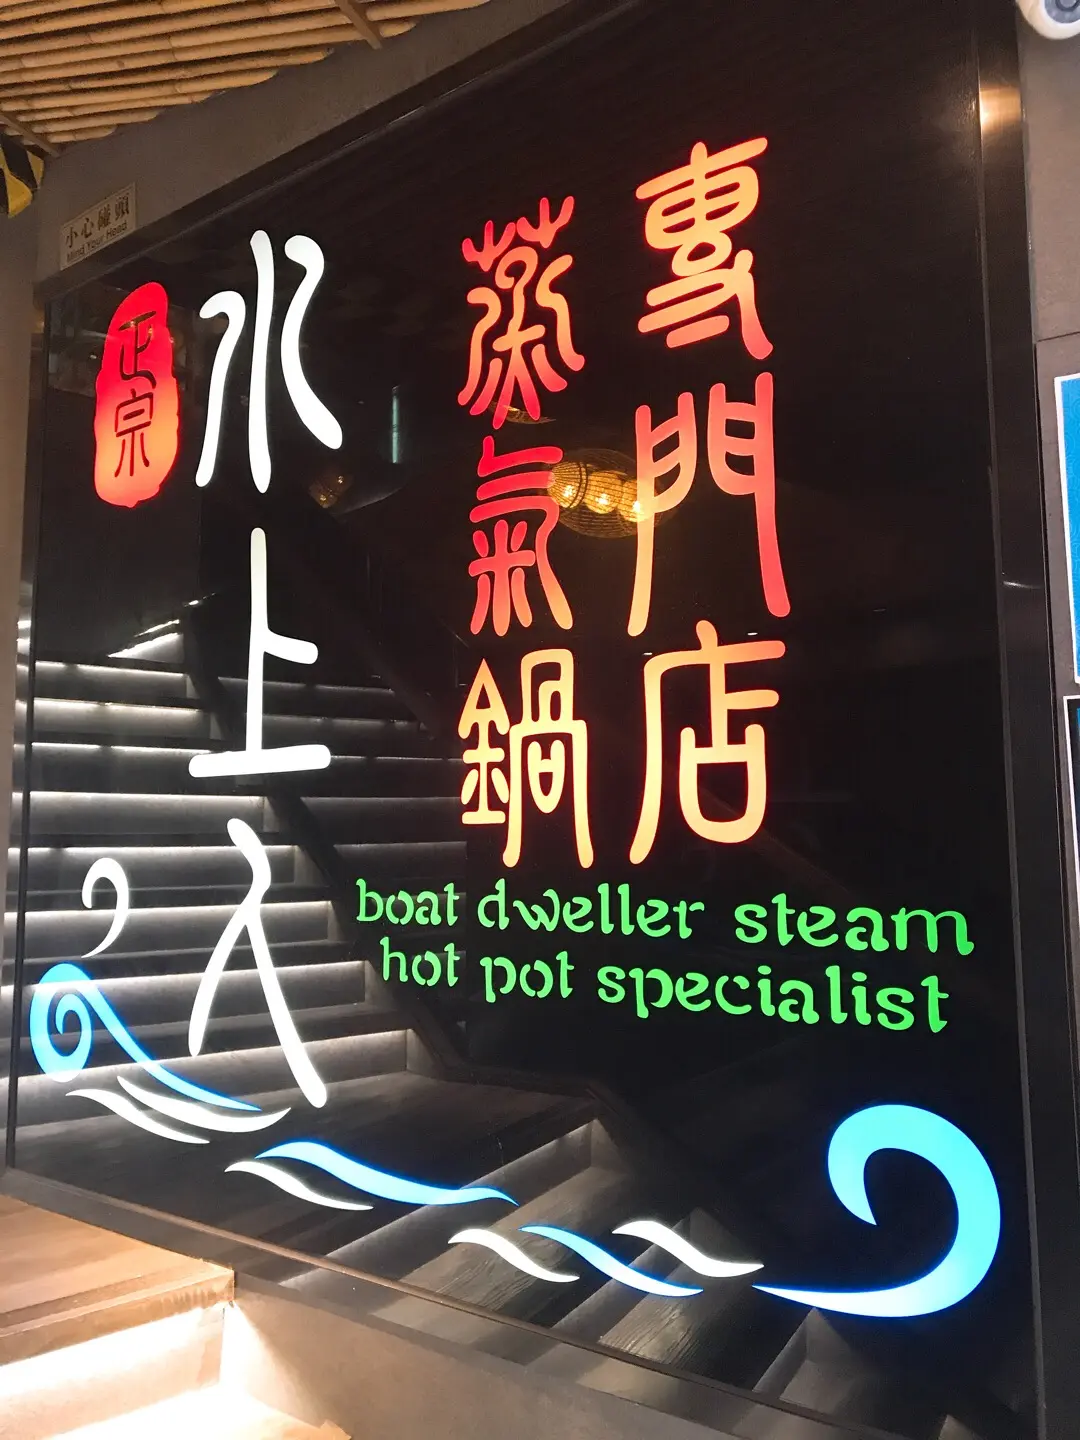 小心碰頭
Mind Your Head
正宗
水上人
蒸氣鍋
專門店
boat dweller steam
hot pot specialist